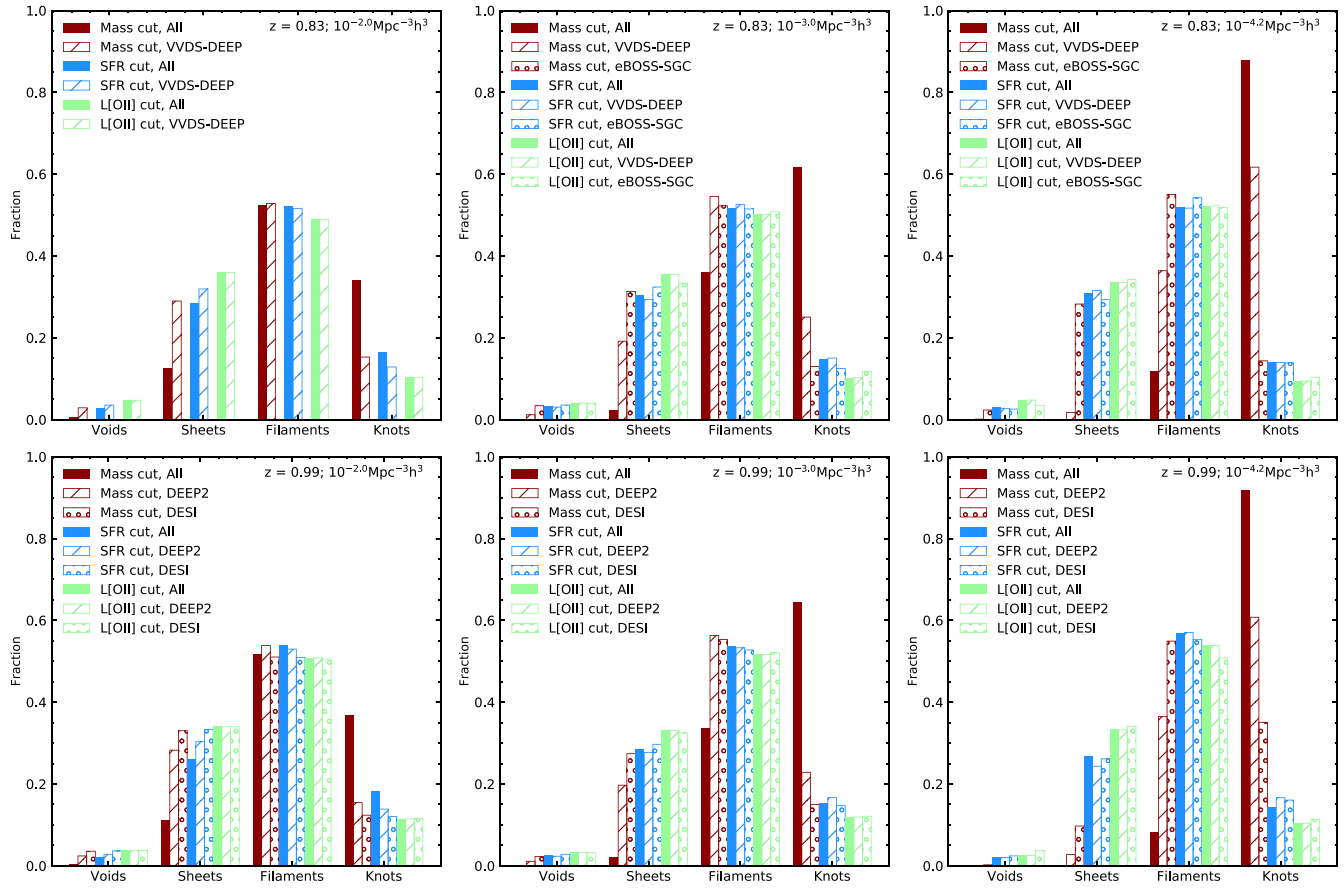 z = 0.83; 10⁻²·⁰Mpc⁻³h³
Mass cut, All
Mass cut, VVDS-DEEP
SFR cut, All
SFR cut, VVDS-DEEP
L[OII] cut, All
L[OII] cut, VVDS-DEEP
Fraction
1.0
0.8
0.6
0.4
0.2
0.0
Voids Sheets Filaments Knots
z = 0.83; 10⁻³·⁰Mpc⁻³h³
Mass cut, All
Mass cut, VVDS-DEEP
Mass cut, eBOSS-SGC
SFR cut, All
SFR cut, VVDS-DEEP
SFR cut, eBOSS-SGC
L[OII] cut, All
L[OII] cut, VVDS-DEEP
L[OII] cut, eBOSS-SGC
Fraction
1.0
0.8
0.6
0.4
0.2
0.0
Voids Sheets Filaments Knots
z = 0.83; 10⁻⁴·²Mpc⁻³h³
Mass cut, All
Mass cut, VVDS-DEEP
Mass cut, eBOSS-SGC
SFR cut, All
SFR cut, VVDS-DEEP
SFR cut, eBOSS-SGC
L[OII] cut, All
L[OII] cut, VVDS-DEEP
L[OII] cut, eBOSS-SGC
Fraction
1.0
0.8
0.6
0.4
0.2
0.0
Voids Sheets Filaments Knots
z = 0.99; 10⁻²·⁰Mpc⁻³h³
Mass cut, All
Mass cut, DEEP2
Mass cut, DESI
SFR cut, All
SFR cut, DEEP2
SFR cut, DESI
L[OII] cut, All
L[OII] cut, DEEP2
L[OII] cut, DESI
Fraction
1.0
0.8
0.6
0.4
0.2
0.0
Voids Sheets Filaments Knots
z = 0.99; 10⁻³·⁰Mpc⁻³h³
Mass cut, All
Mass cut, DEEP2
Mass cut, DESI
SFR cut, All
SFR cut, DEEP2
SFR cut, DESI
L[OII] cut, All
L[OII] cut, DEEP2
L[OII] cut, DESI
Fraction
1.0
0.8
0.6
0.4
0.2
0.0
Voids Sheets Filaments Knots
z = 0.99; 10⁻⁴·²Mpc⁻³h³
Mass cut, All
Mass cut, DEEP2
Mass cut, DESI
SFR cut, All
SFR cut, DEEP2
SFR cut, DESI
L[OII] cut, All
L[OII] cut, DEEP2
L[OII] cut, DESI
Fraction
1.0
0.8
0.6
0.4
0.2
0.0
Voids Sheets Filaments Knots